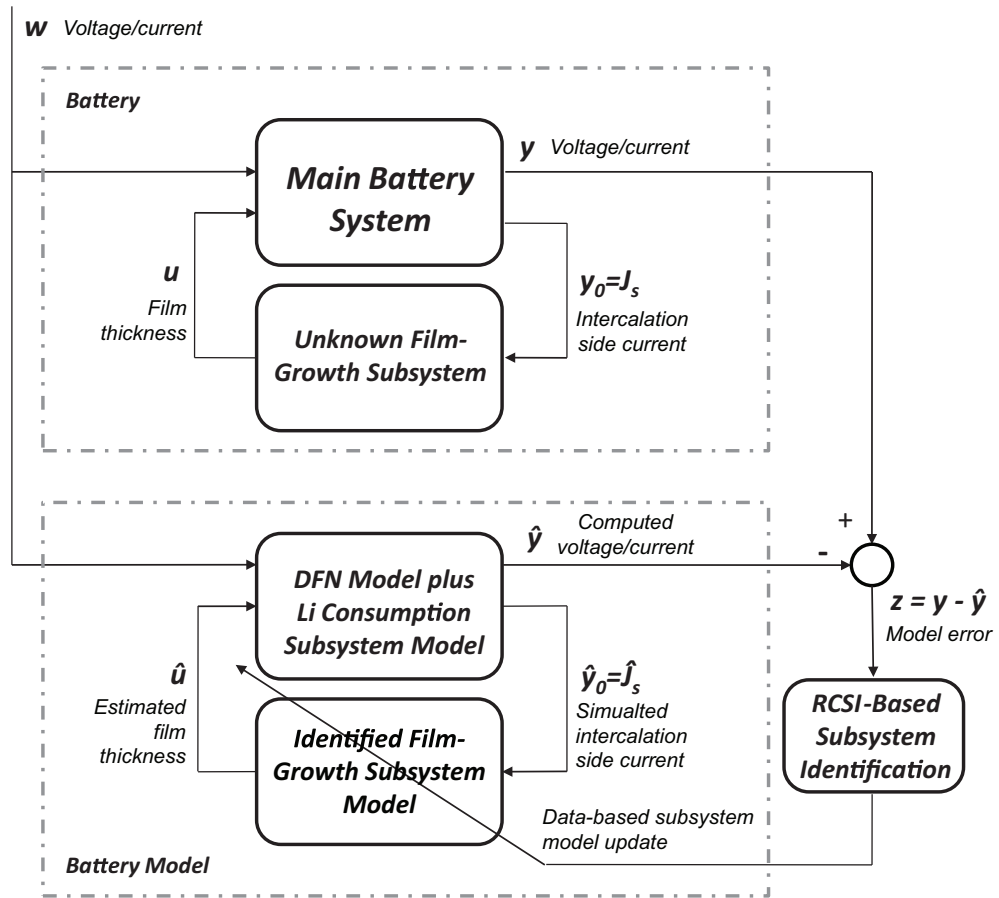 w Voltage/current
Battery
Main Battery
System
y Voltage/current
u
Film
thickness
y₀=Jₛ
Intercalation
side current
Unknown Film-
Growth Subsystem
+
-
ŷ Computed
voltage/current
DFN Model plus
Li Consumption
Subsystem Model
z = y - ŷ
Model error
û
Estimated
film
thickness
ŷ₀=Ĵₛ
Simualted
intercalation
side current
Identified Film-
Growth Subsystem
Model
RCSI-Based
Subsystem
Identification
Data-based subsystem
model update
Battery Model